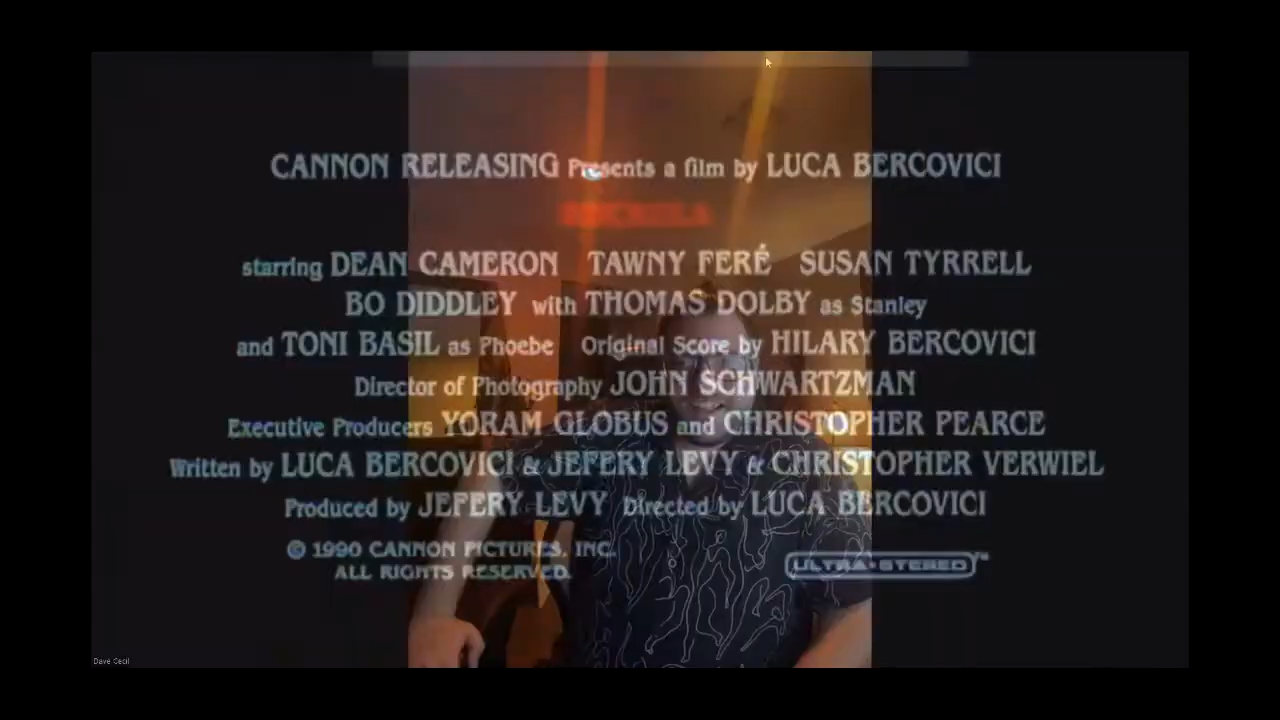 CANNON RELEASING Presents a film by LUCA BERCOVICI
ROCKULA
starring DEAN CAMERON TAWNY FERÉ SUSAN TYRRELL
BO DIDDLEY with THOMAS DOLBY as Stanley
and TONI BASIL as Phoebe Original Score by HILARY BERCOVICI
Director of Photography JOHN SCHWARTZMAN
Executive Producers YORAM GLOBUS and CHRISTOPHER PEARCE
Written by LUCA BERCOVICI & JEFERY LEVY & CHRISTOPHER VERWIEL
Produced by JEFERY LEVY Directed by LUCA BERCOVICI
© 1990 CANNON PICTURES, INC.
ALL RIGHTS RESERVED.
ULTRA•STEREO™
Dave Cecil